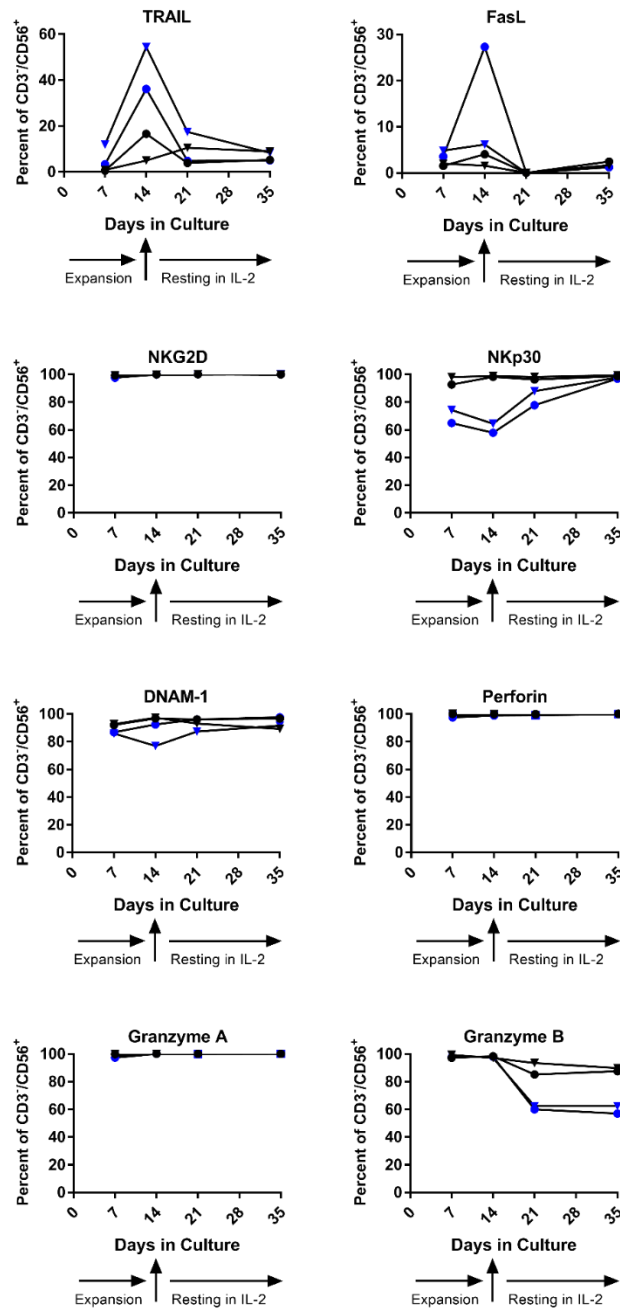 TRAIL
Percent of CD3⁻/CD56⁺
60
40
20
0
0 7 14 21 28 35
Days in Culture
Expansion Resting in IL-2
FasL
Percent of CD3⁻/CD56⁺
30
20
10
0
0 7 14 21 28 35
Days in Culture
Expansion Resting in IL-2
NKG2D
Percent of CD3⁻/CD56⁺
100
80
60
40
20
0
0 7 14 21 28 35
Days in Culture
Expansion Resting in IL-2
NKp30
Percent of CD3⁻/CD56⁺
100
80
60
40
20
0
0 7 14 21 28 35
Days in Culture
Expansion Resting in IL-2
DNAM-1
Percent of CD3⁻/CD56⁺
100
80
60
40
20
0
0 7 14 21 28 35
Days in Culture
Expansion Resting in IL-2
Perforin
Percent of CD3⁻/CD56⁺
100
80
60
40
20
0
0 7 14 21 28 35
Days in Culture
Expansion Resting in IL-2
Granzyme A
Percent of CD3⁻/CD56⁺
100
80
60
40
20
0
0 7 14 21 28 35
Days in Culture
Expansion Resting in IL-2
Granzyme B
Percent of CD3⁻/CD56⁺
100
80
60
40
20
0
0 7 14 21 28 35
Days in Culture
Expansion Resting in IL-2